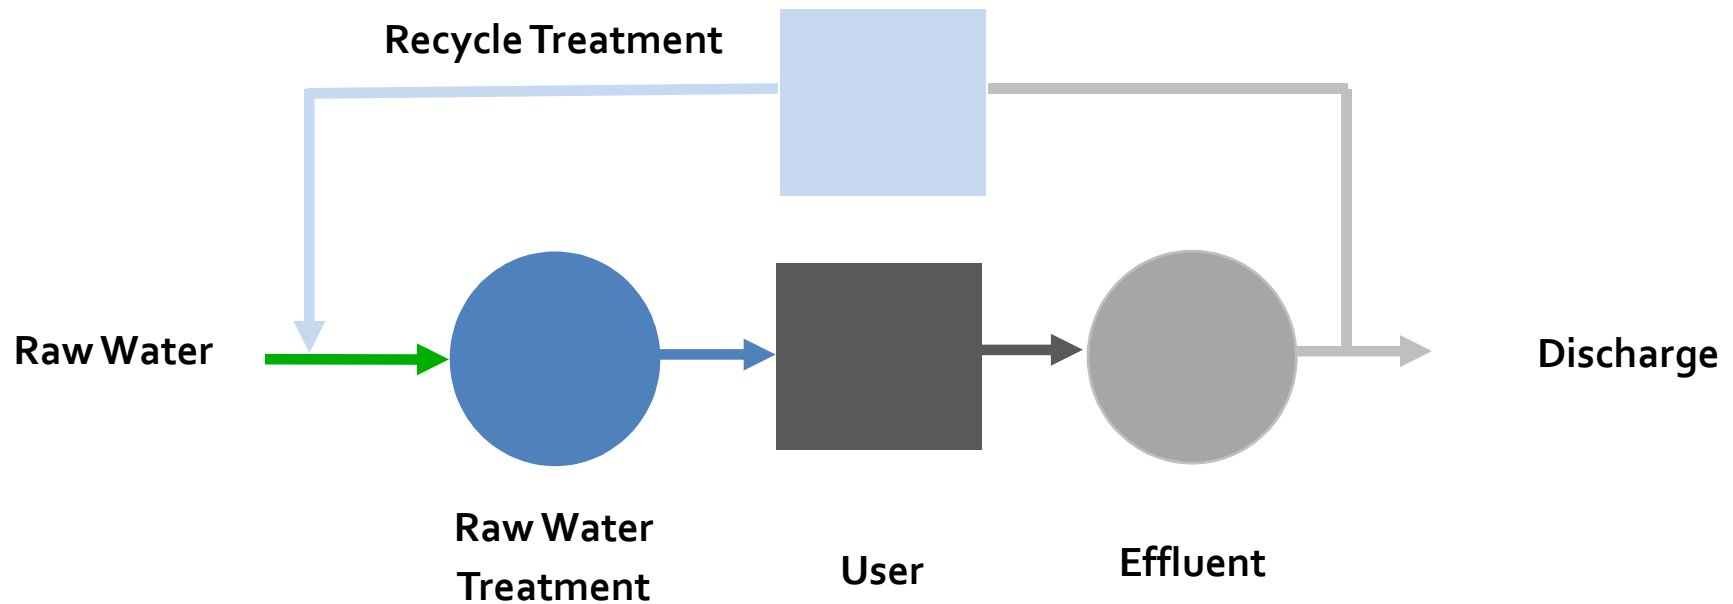 Recycle Treatment
Raw Water
Discharge
Raw Water
Treatment
User
Effluent